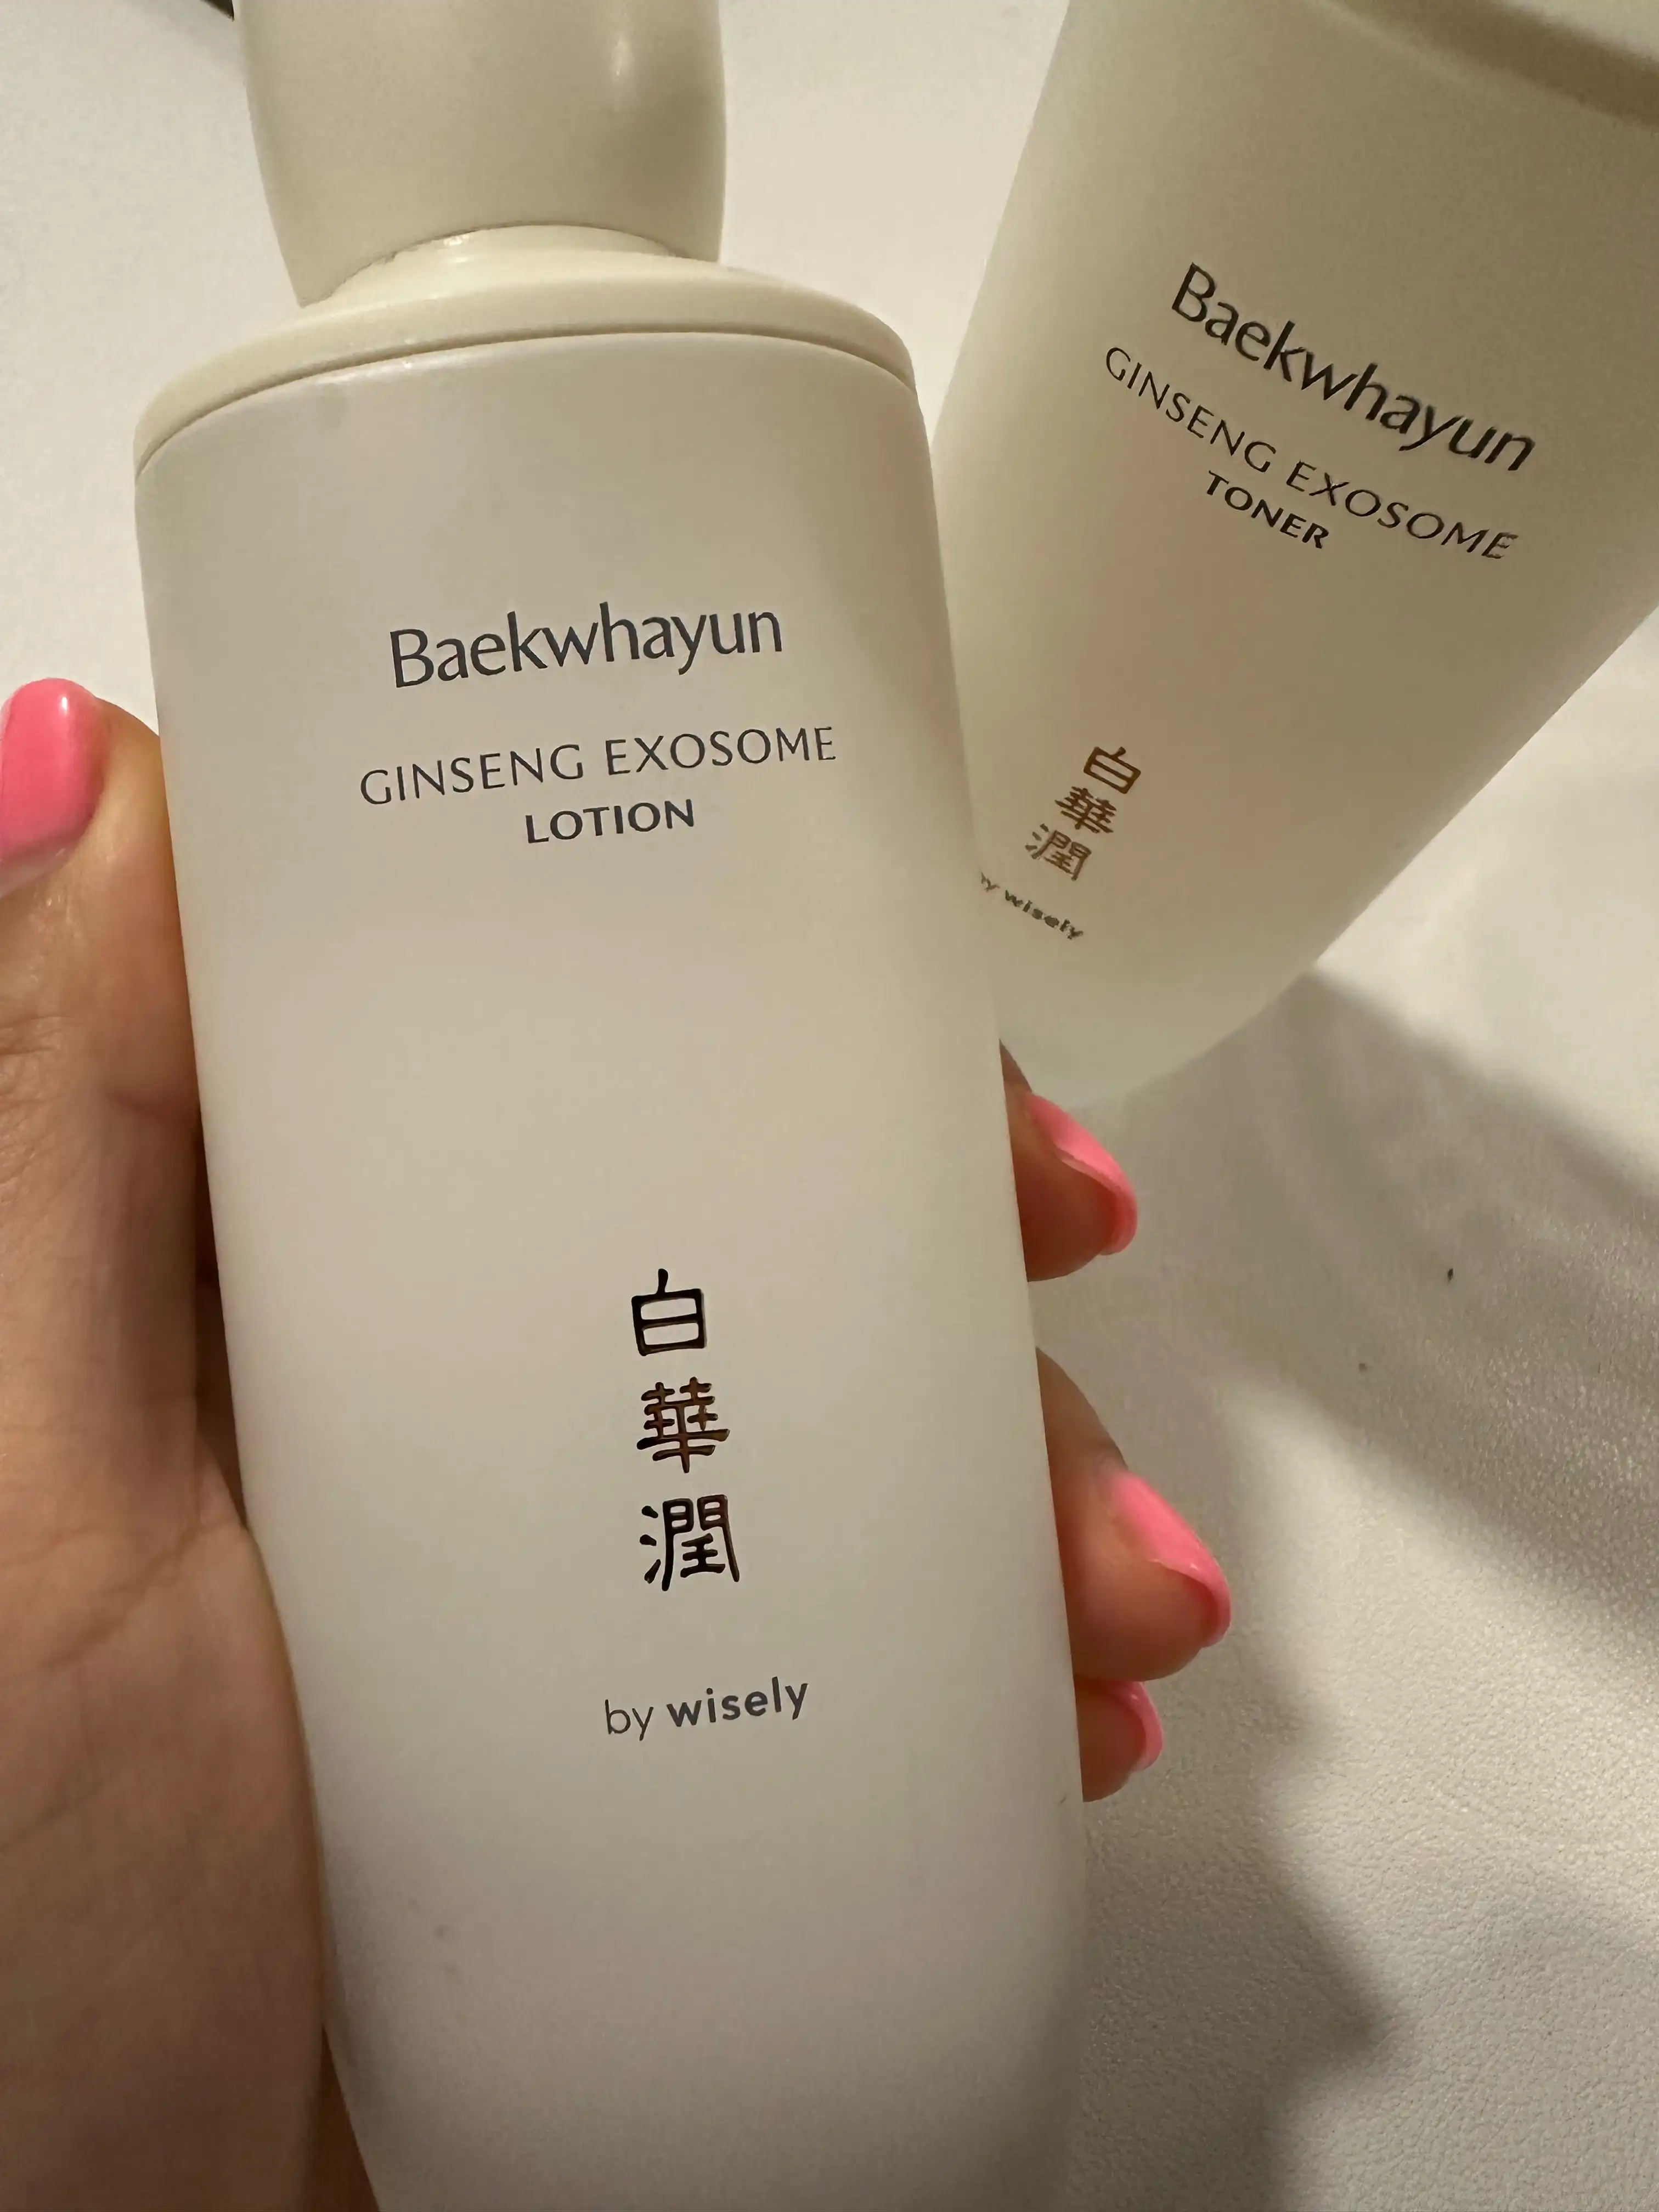 Baekwhayun
GINSENG EXOSOME
LOTION
白
華
潤
by wisely
Baekwhayun
GINSENG EXOSOME
TONER
白
華
潤
by wisely